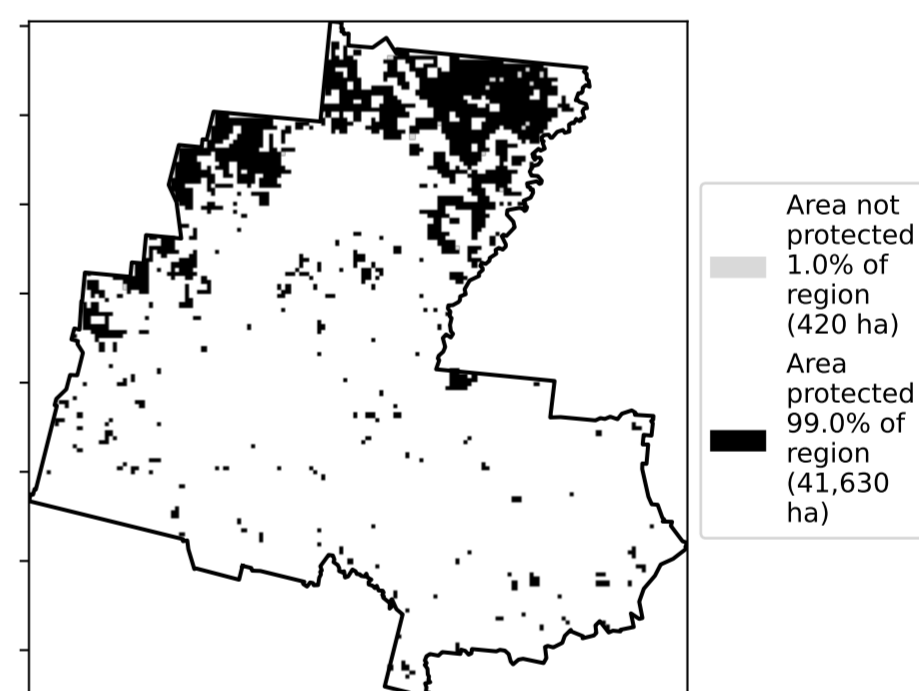 Area not
protected
1.0% of
region
(420 ha)
Area
protected
99.0% of
region
(41,630
ha)